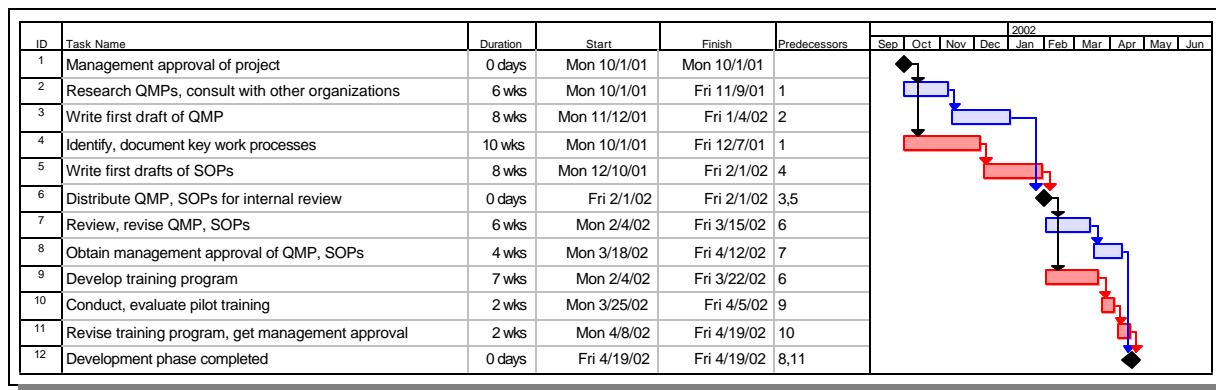 2002
ID Task Name Duration Start Finish Predecessors Sep Oct Nov Dec Jan Feb Mar Apr May Jun
1 Management approval of project 0 days Mon 10/1/01 Mon 10/1/01
2 Research QMPs, consult with other organizations 6 wks Mon 10/1/01 Fri 11/9/01 1
3 Write first draft of QMP 8 wks Mon 11/12/01 Fri 1/4/02 2
4 Identify, document key work processes 10 wks Mon 10/1/01 Fri 12/7/01 1
5 Write first drafts of SOPs 8 wks Mon 12/10/01 Fri 2/1/02 4
6 Distribute QMP, SOPs for internal review 0 days Fri 2/1/02 Fri 2/1/02 3,5
7 Review, revise QMP, SOPs 6 wks Mon 2/4/02 Fri 3/15/02 6
8 Obtain management approval of QMP, SOPs 4 wks Mon 3/18/02 Fri 4/12/02 7
9 Develop training program 7 wks Mon 2/4/02 Fri 3/22/02 6
10 Conduct, evaluate pilot training 2 wks Mon 3/25/02 Fri 4/5/02 9
11 Revise training program, get management approval 2 wks Mon 4/8/02 Fri 4/19/02 10
12 Development phase completed 0 days Fri 4/19/02 Fri 4/19/02 8,11